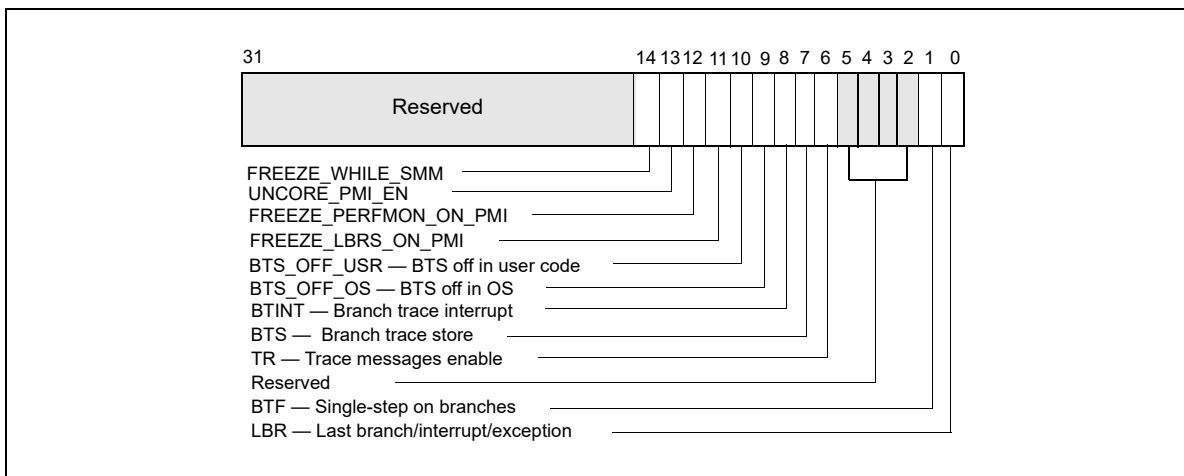 31 14 13 12 11 10 9 8 7 6 5 4 3 2 1 0
Reserved
FREEZE_WHILE_SMM
UNCORE_PMI_EN
FREEZE_PERFMON_ON_PMI
FREEZE_LBRS_ON_PMI
BTS_OFF_USR — BTS off in user code
BTS_OFF_OS — BTS off in OS
BTINT — Branch trace interrupt
BTS — Branch trace store
TR — Trace messages enable
Reserved
BTF — Single-step on branches
LBR — Last branch/interrupt/exception